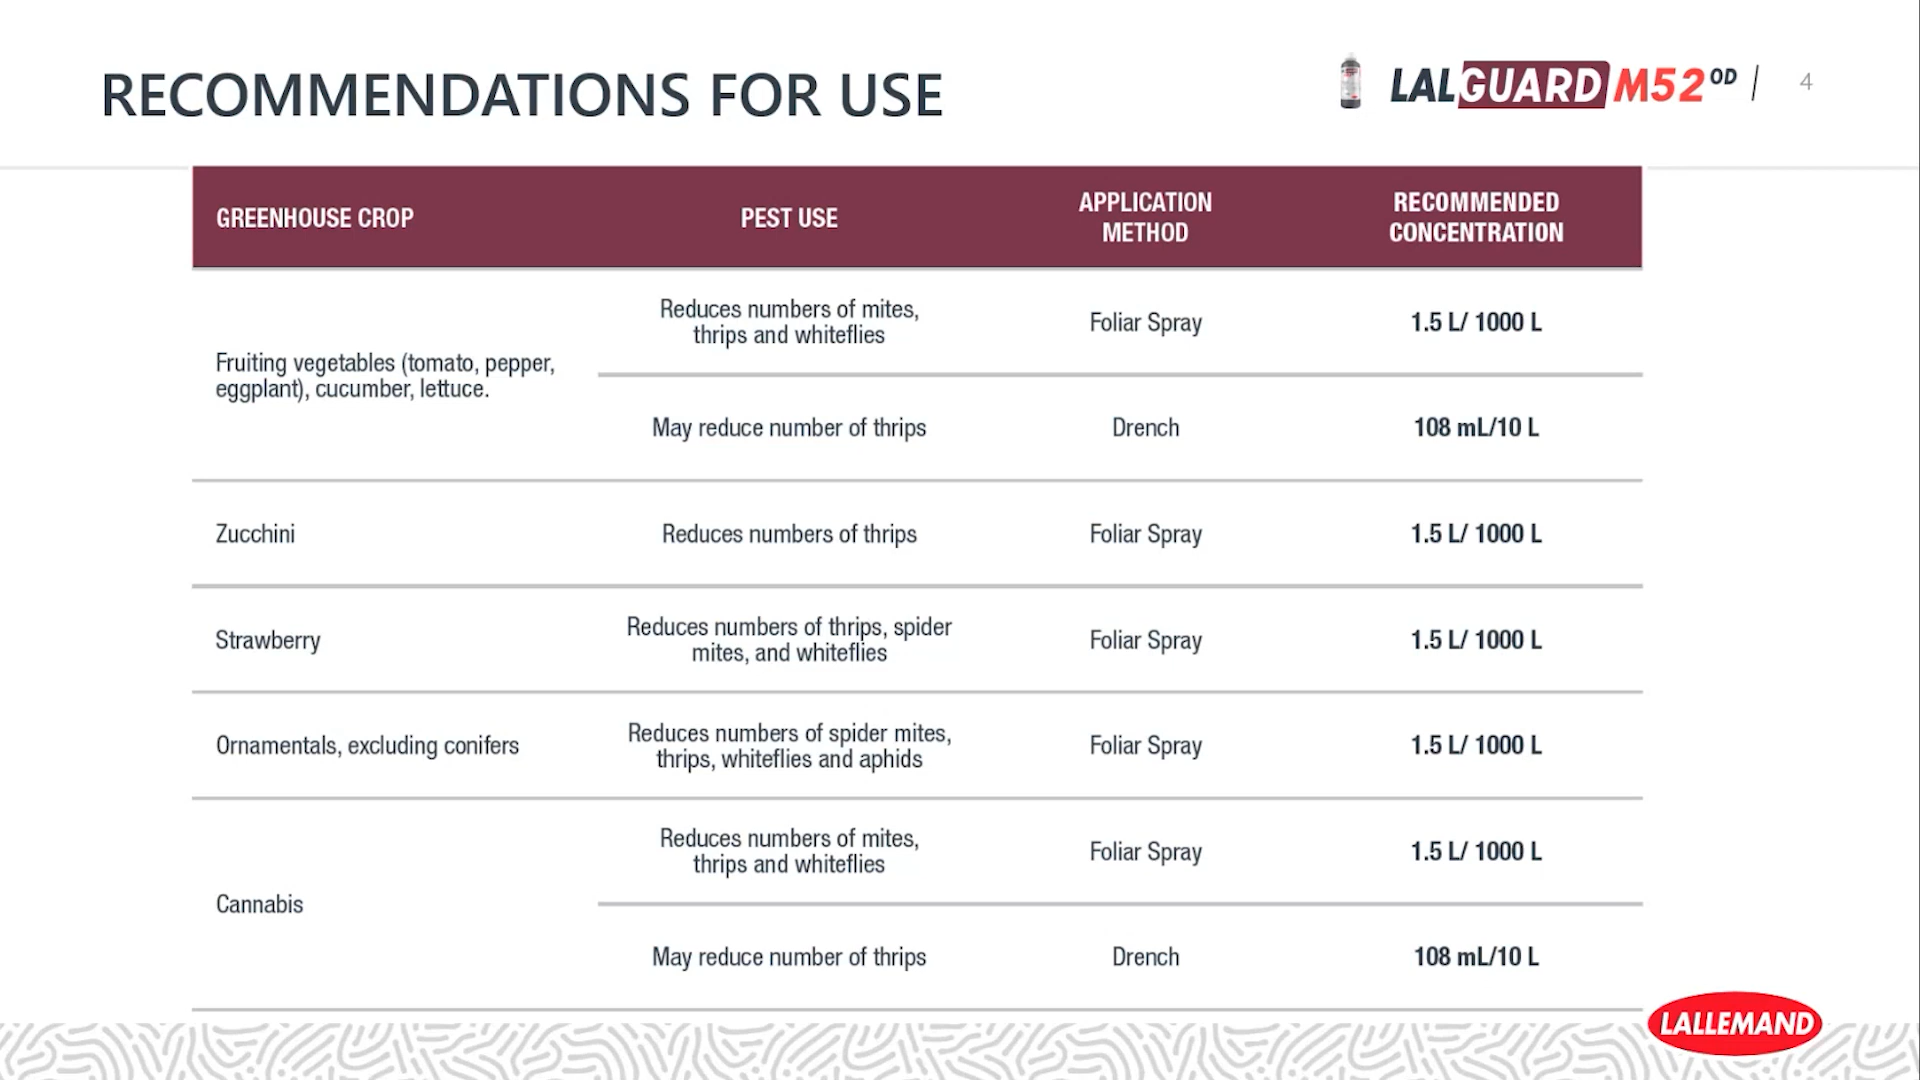 RECOMMENDATIONS FOR USE
LALGUARD M52 OD | 4
GREENHOUSE CROP
PEST USE
APPLICATION
METHOD
RECOMMENDED
CONCENTRATION
Fruiting vegetables (tomato, pepper,
eggplant), cucumber, lettuce.
Reduces numbers of mites,
thrips and whiteflies
Foliar Spray
1.5 L/ 1000 L
May reduce number of thrips
Drench
108 mL/10 L
Zucchini
Reduces numbers of thrips
Foliar Spray
1.5 L/ 1000 L
Strawberry
Reduces numbers of thrips, spider
mites, and whiteflies
Foliar Spray
1.5 L/ 1000 L
Ornamentals, excluding conifers
Reduces numbers of spider mites,
thrips, whiteflies and aphids
Foliar Spray
1.5 L/ 1000 L
Cannabis
Reduces numbers of mites,
thrips and whiteflies
Foliar Spray
1.5 L/ 1000 L
May reduce number of thrips
Drench
108 mL/10 L
LALLEMAND